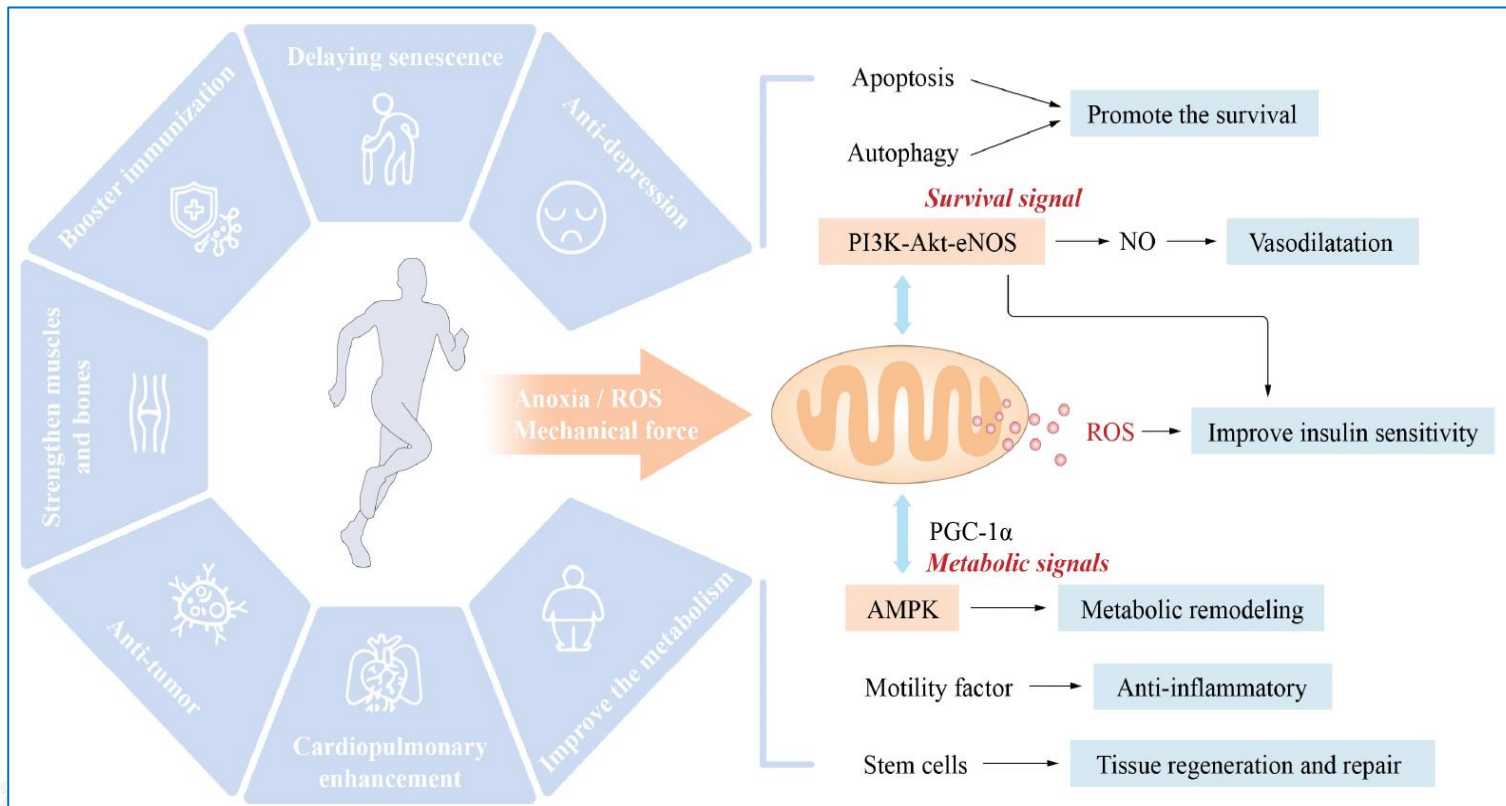 Delaying senescence
Anti-depression
Booster immunization
Strengthen muscles
and bones
Anti-tumor
Cardiopulmonary
enhancement
Improve the metabolism
Anoxia / ROS
Mechanical force
Apoptosis
Autophagy
Promote the survival
Survival signal
PI3K-Akt-eNOS
NO
Vasodilatation
ROS
Improve insulin sensitivity
PGC-1α
Metabolic signals
AMPK
Metabolic remodeling
Motility factor
Anti-inflammatory
Stem cells
Tissue regeneration and repair